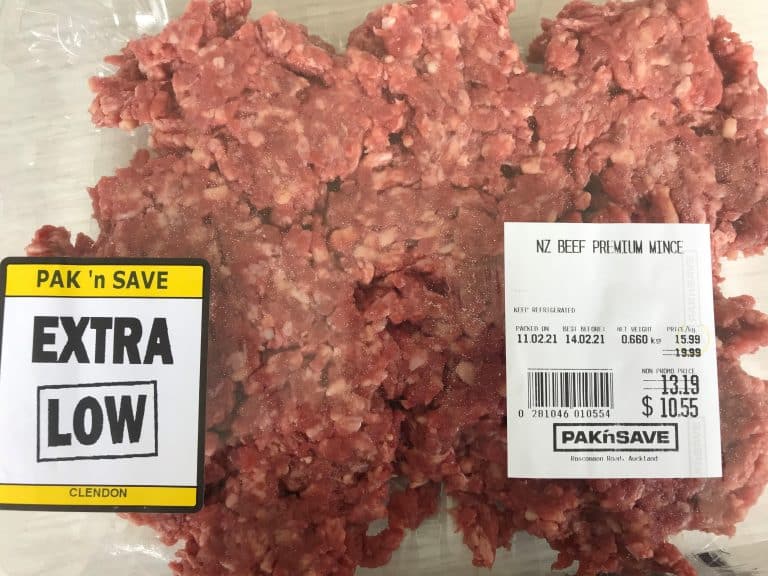 PAK 'n SAVE
EXTRA
LOW
CLENDON
NZ BEEF PREMIUM MINCE
KEEP REFRIGERATED
PACKED ON BEST BEFORE: NET WEIGHT PRICE/kg
11.02.21 14.02.21 0.660 kg 15.99
19.99
NON PROMO PRICE
13.19
$ 10.55
0 281046 010554
PAK'nSAVE
Roscommon Road, Auckland
PAK'nSAVE